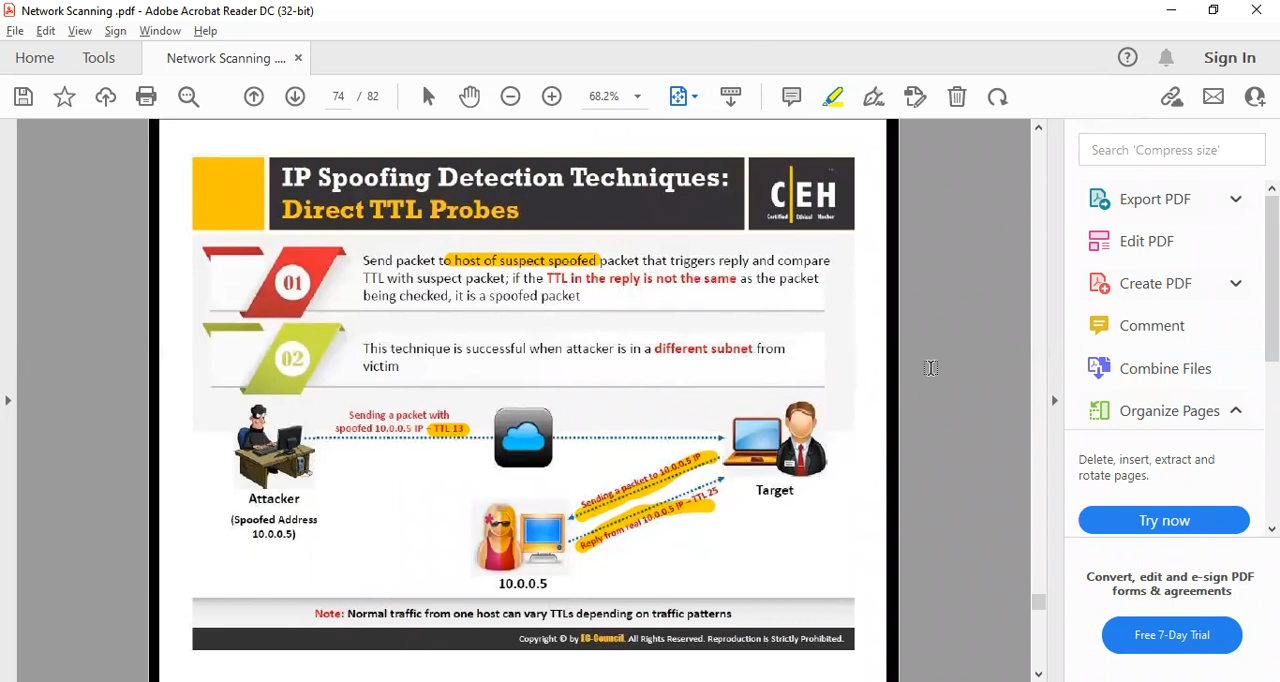 Network Scanning .pdf - Adobe Acrobat Reader DC (32-bit)
File Edit View Sign Window Help
Home Tools Network Scanning .... × Sign In
74 / 82 68.2%
Search 'Compress size'
IP Spoofing Detection Techniques:
Direct TTL Probes
C|EH
Certified Ethical Hacker
01
Send packet to host of suspect spoofed packet that triggers reply and compare
TTL with suspect packet; if the TTL in the reply is not the same as the packet
being checked, it is a spoofed packet
02
This technique is successful when attacker is in a different subnet from
victim
Sending a packet with
spoofed 10.0.0.5 IP – TTL 13
Sending a packet to 10.0.0.5 IP
Reply from real 10.0.0.5 IP – TTL 25
Attacker
(Spoofed Address
10.0.0.5)
Target
10.0.0.5
Note: Normal traffic from one host can vary TTLs depending on traffic patterns
Copyright © by EC-Council. All Rights Reserved. Reproduction is Strictly Prohibited.
Export PDF
Edit PDF
Create PDF
Comment
Combine Files
Organize Pages
Delete, insert, extract and
rotate pages.
Try now
Convert, edit and e-sign PDF
forms & agreements
Free 7-Day Trial